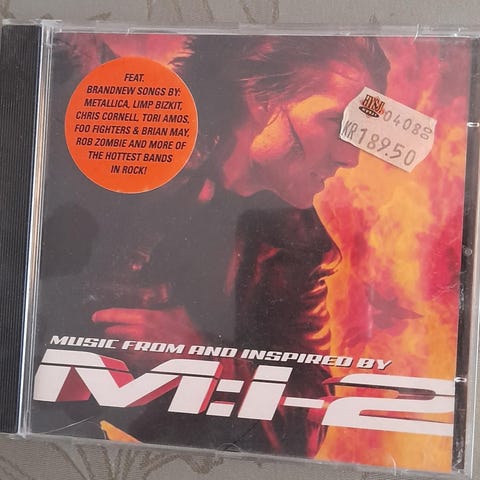 FEAT.
BRANDNEW SONGS BY:
METALLICA, LIMP BIZKIT,
CHRIS CORNELL, TORI AMOS,
FOO FIGHTERS & BRIAN MAY,
ROB ZOMBIE AND MORE OF
THE HOTTEST BANDS
IN ROCK!
04080
KR 189.50
MUSIC FROM AND INSPIRED BY
M:I-2